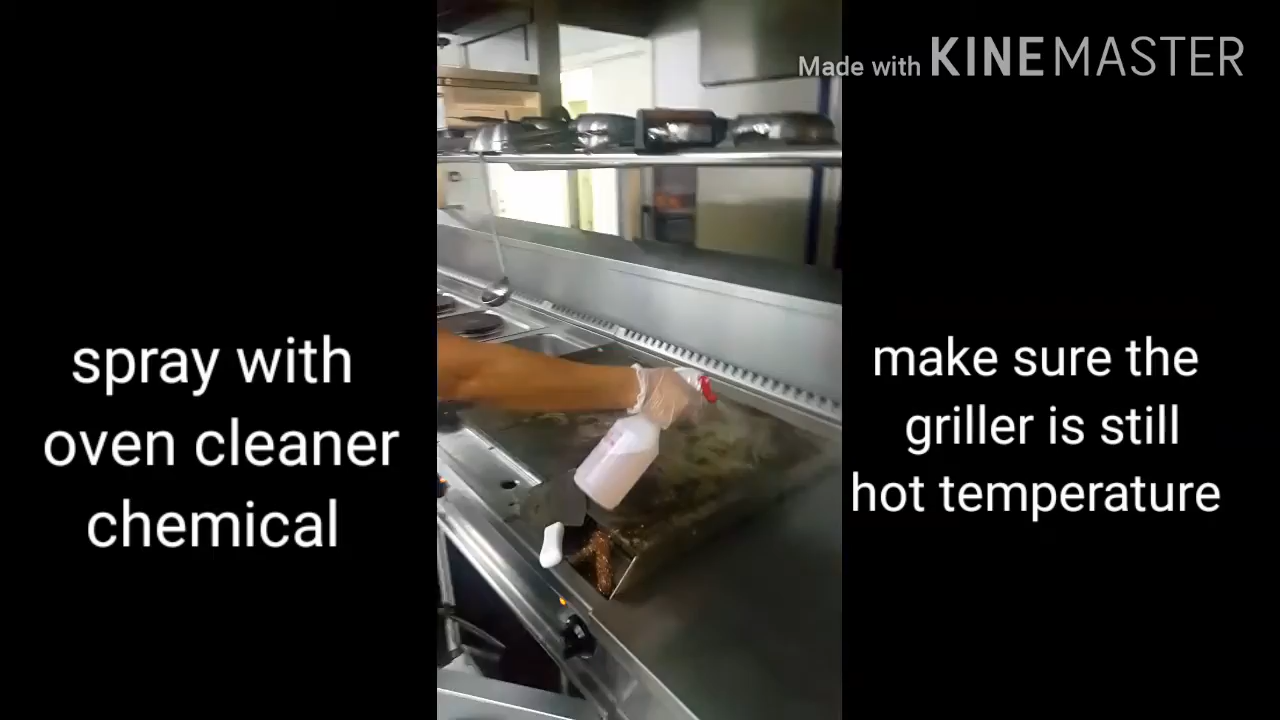 Made with KINEMASTER
spray with
oven cleaner
chemical
make sure the
griller is still
hot temperature